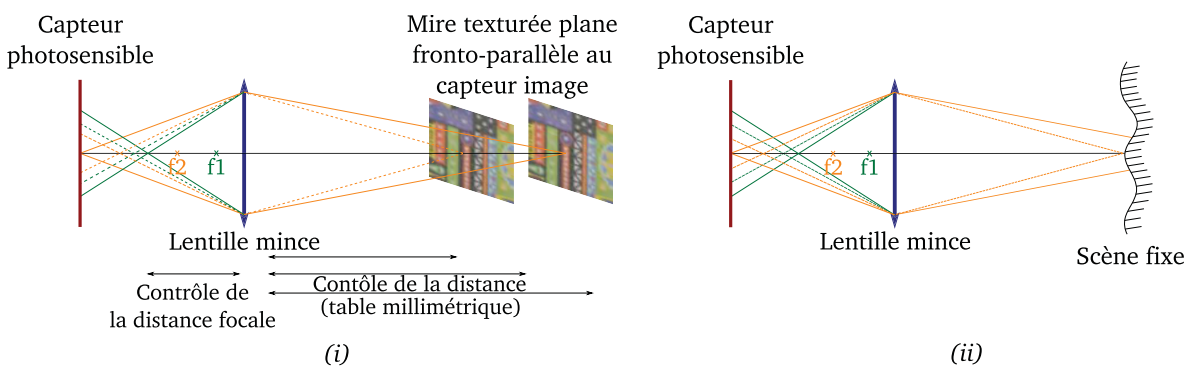 Capteur
photosensible
Mire texturée plane
fronto-parallèle au
capteur image
f2
f1
Lentille mince
Contrôle de
la distance focale
Contôle de la distance
(table millimétrique)
(i)
Capteur
photosensible
f2
f1
Lentille mince
Scène fixe
(ii)